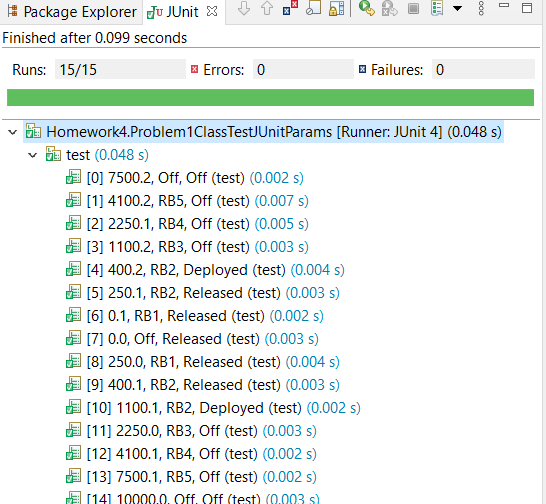 Package Explorer JUnit
Finished after 0.099 seconds
Runs: 15/15 Errors: 0 Failures: 0
Homework4.Problem1ClassTestJUnitParams [Runner: JUnit 4] (0.048 s)
test (0.048 s)
[0] 7500.2, Off, Off (test) (0.002 s)
[1] 4100.2, RB5, Off (test) (0.007 s)
[2] 2250.1, RB4, Off (test) (0.005 s)
[3] 1100.2, RB3, Off (test) (0.003 s)
[4] 400.2, RB2, Deployed (test) (0.004 s)
[5] 250.1, RB2, Released (test) (0.003 s)
[6] 0.1, RB1, Released (test) (0.002 s)
[7] 0.0, Off, Released (test) (0.003 s)
[8] 250.0, RB1, Released (test) (0.004 s)
[9] 400.1, RB2, Released (test) (0.003 s)
[10] 1100.1, RB2, Deployed (test) (0.002 s)
[11] 2250.0, RB3, Off (test) (0.003 s)
[12] 4100.1, RB4, Off (test) (0.002 s)
[13] 7500.1, RB5, Off (test) (0.002 s)
[14] 10000.0, Off, Off (test) (0.003 s)